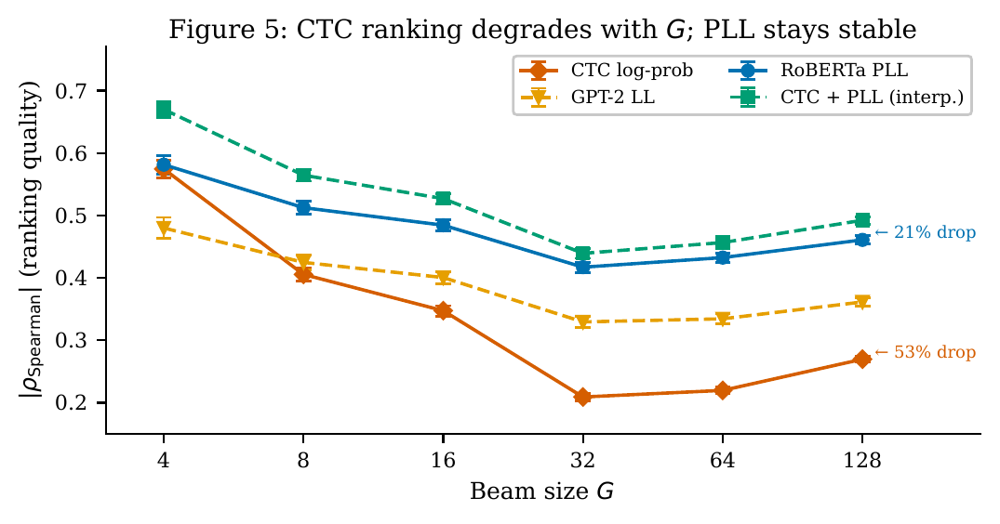 Figure 5: CTC ranking degrades with G; PLL stays stable
CTC log-prob
GPT-2 LL
RoBERTa PLL
CTC + PLL (interp.)
|ρSpearman| (ranking quality)
0.7
0.6
0.5
0.4
0.3
0.2
← 21% drop
← 53% drop
4 8 16 32 64 128
Beam size G